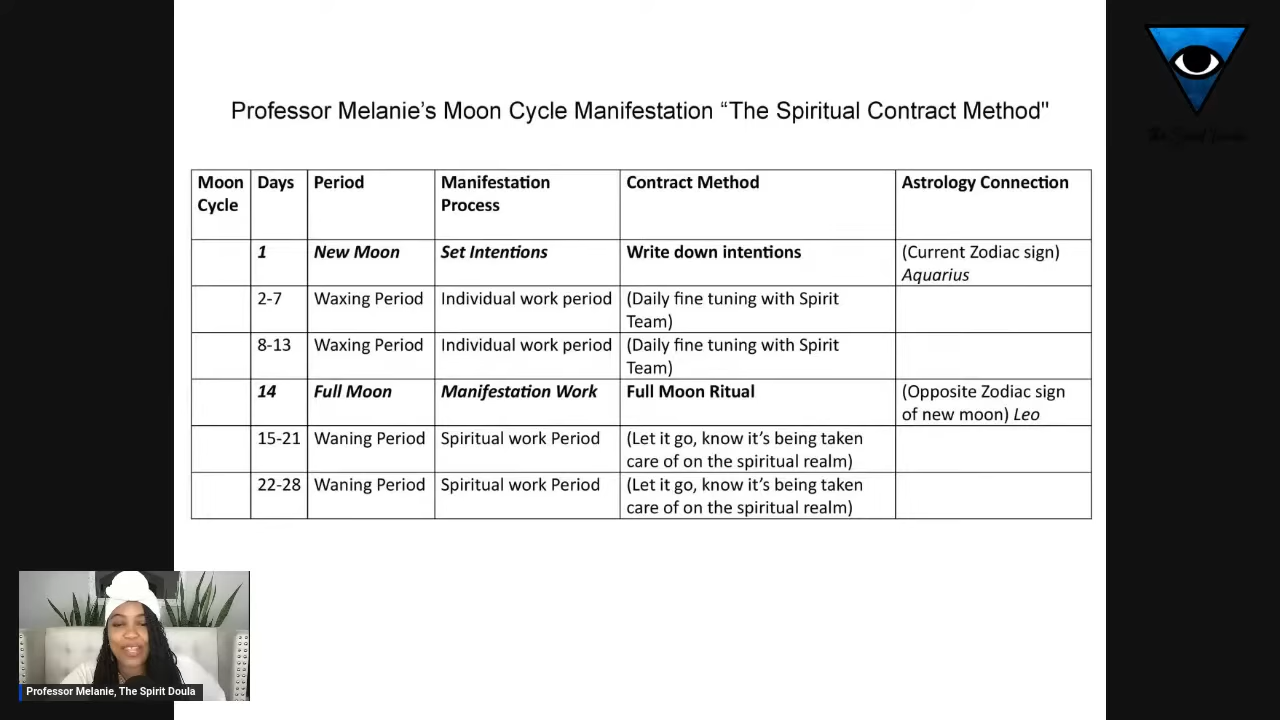 Professor Melanie’s Moon Cycle Manifestation “The Spiritual Contract Method"
Moon Cycle
Days
Period
Manifestation Process
Contract Method
Astrology Connection
1
New Moon
Set Intentions
Write down intentions
(Current Zodiac sign)
Aquarius
2-7
Waxing Period
Individual work period
(Daily fine tuning with Spirit
Team)
8-13
Waxing Period
Individual work period
(Daily fine tuning with Spirit
Team)
14
Full Moon
Manifestation Work
Full Moon Ritual
(Opposite Zodiac sign
of new moon) Leo
15-21
Waning Period
Spiritual work Period
(Let it go, know it’s being taken
care of on the spiritual realm)
22-28
Waning Period
Spiritual work Period
(Let it go, know it’s being taken
care of on the spiritual realm)
Professor Melanie, The Spirit Doula